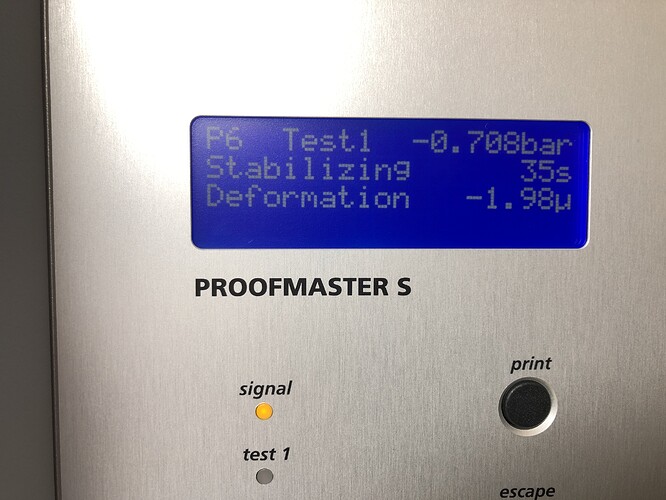 P6 Test1 -0.708bar
Stabilizing 35s
Deformation -1.98µ
PROOFMASTER S
print
signal
test 1
escape